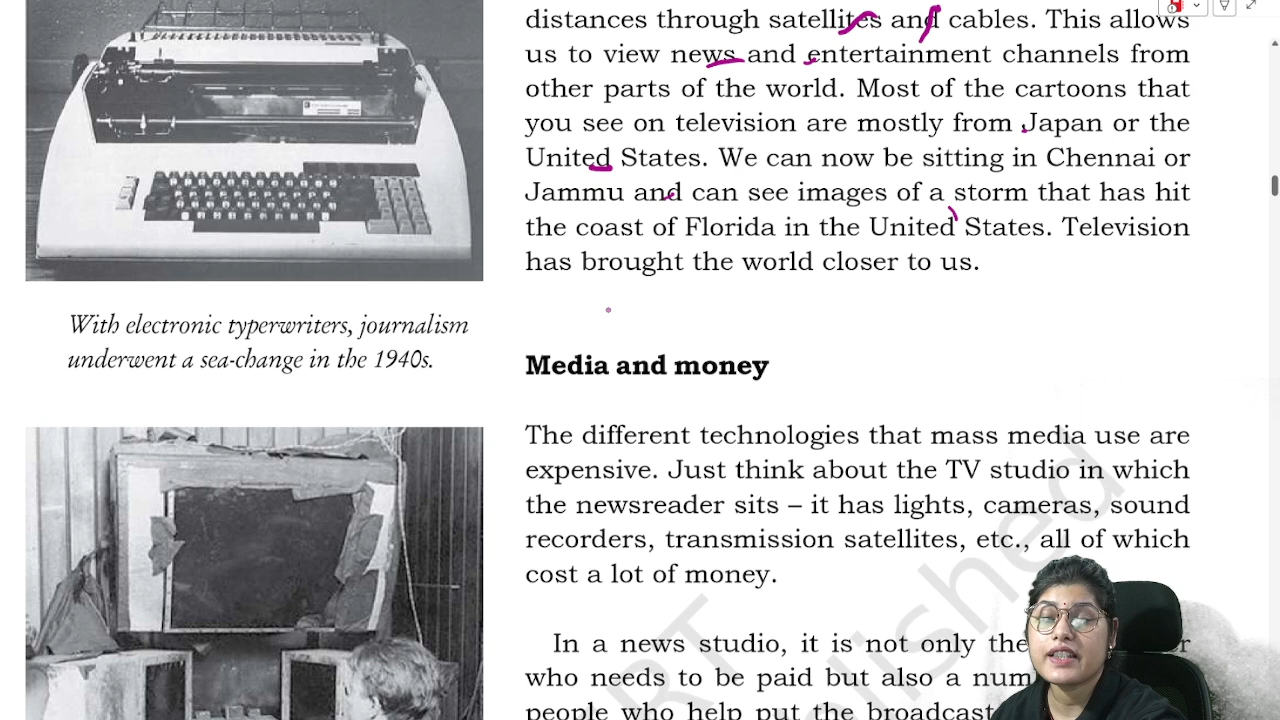 distances through satellites and cables. This allows
us to view news and entertainment channels from
other parts of the world. Most of the cartoons that
you see on television are mostly from Japan or the
United States. We can now be sitting in Chennai or
Jammu and can see images of a storm that has hit
the coast of Florida in the United States. Television
has brought the world closer to us.
With electronic typerwriters, journalism
underwent a sea-change in the 1940s.
Media and money
The different technologies that mass media use are
expensive. Just think about the TV studio in which
the newsreader sits – it has lights, cameras, sound
recorders, transmission satellites, etc., all of which
cost a lot of money.
In a news studio, it is not only the
who needs to be paid but also a num
people who help put the broadcast